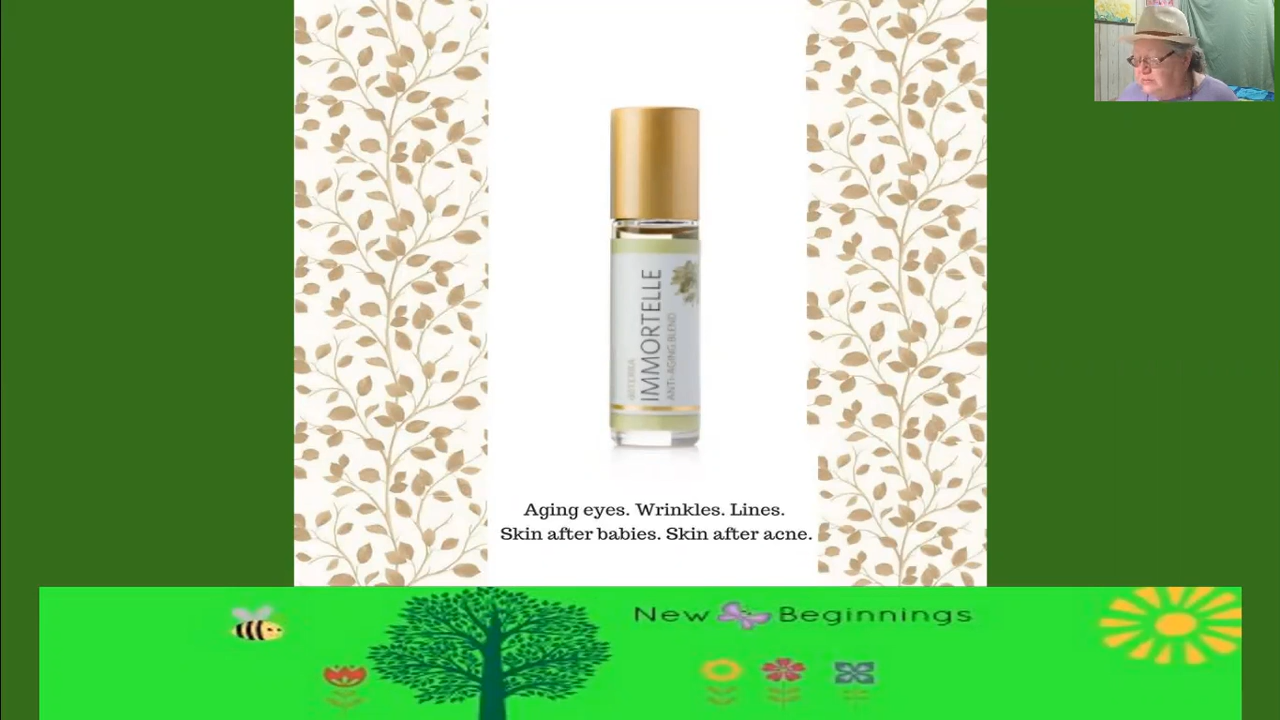 IMMORTELLE
ANTI-AGING BLEND
Aging eyes. Wrinkles. Lines.
Skin after babies. Skin after acne.
New Beginnings